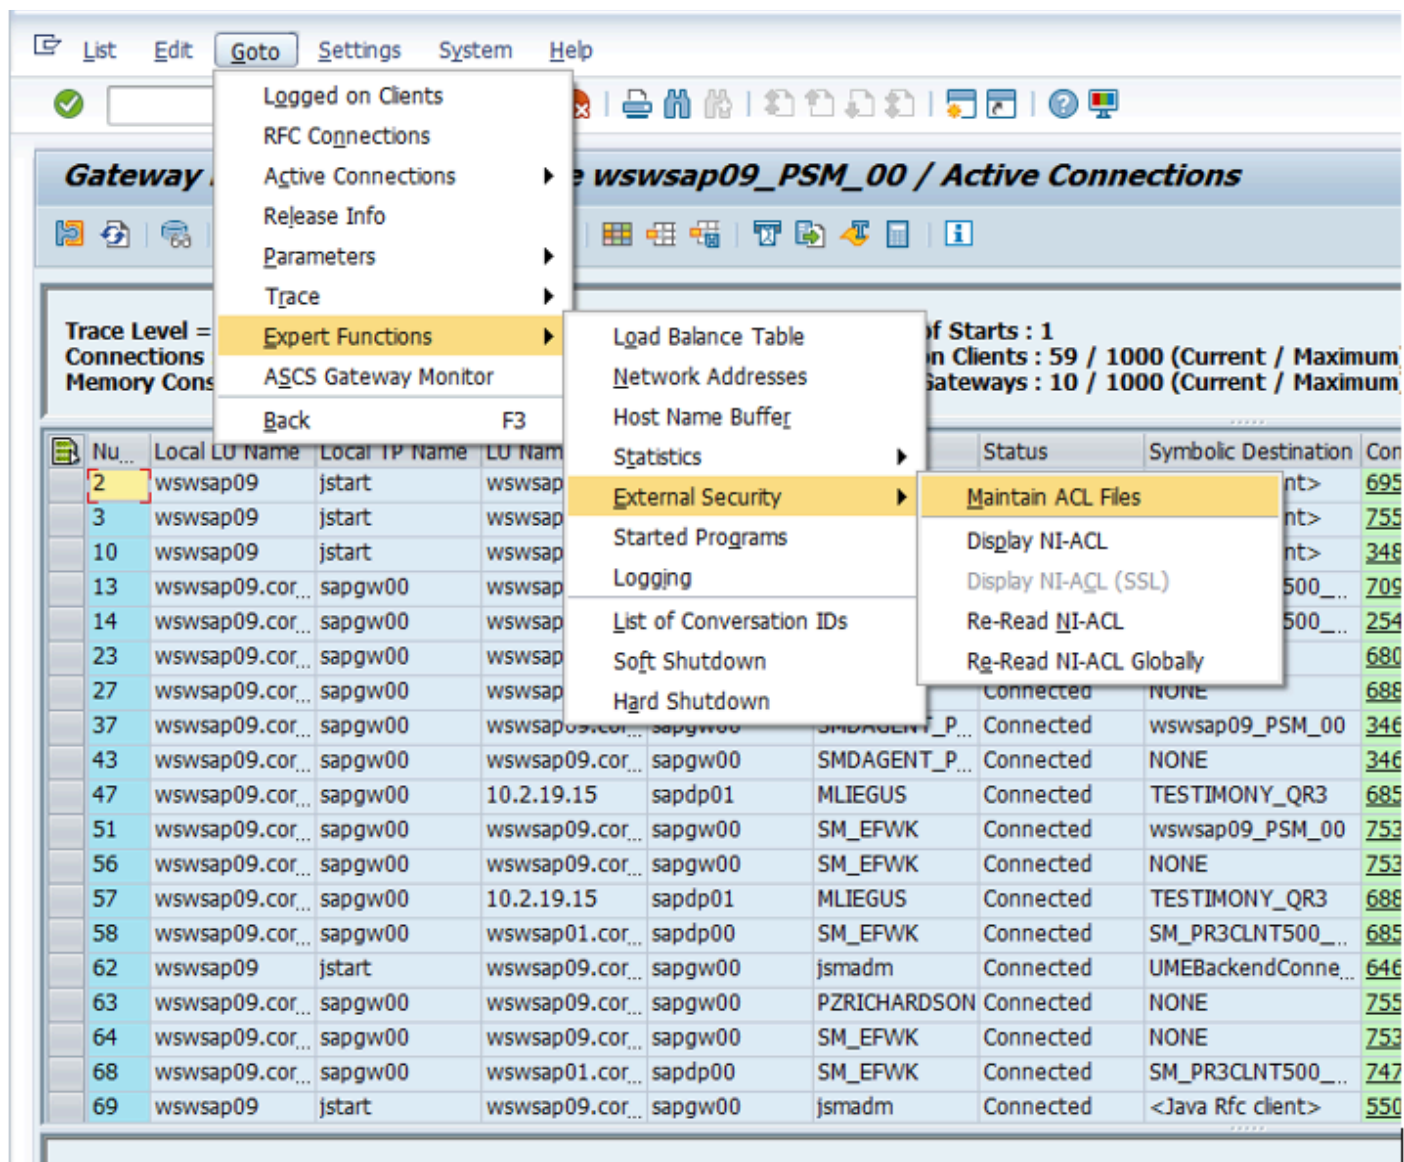 List Edit Goto Settings System Help
Logged on Clients
RFC Connections
Active Connections
Release Info
Parameters
Trace
Expert Functions
ASCS Gateway Monitor
Back F3
Load Balance Table
Network Addresses
Host Name Buffer
Statistics
External Security
Started Programs
Logging
List of Conversation IDs
Soft Shutdown
Hard Shutdown
Maintain ACL Files
Display NI-ACL
Display NI-ACL (SSL)
Re-Read NI-ACL
Re-Read NI-ACL Globally
Gateway wswsap09_PSM_00 / Active Connections
Trace Level = of Starts : 1
Connections Clients : 59 / 1000 (Current / Maximum
Memory Cons Gateways : 10 / 1000 (Current / Maximum
Nu... Local LU Name Local TP Name LU Nam Status Symbolic Destination Con
2 wswsap09 jstart wswsap nt> 695
3 wswsap09 jstart wswsap nt> 755
10 wswsap09 jstart wswsap nt> 348
13 wswsap09.cor... sapgw00 wswsap 500_... 709
14 wswsap09.cor... sapgw00 wswsap 500_... 254
23 wswsap09.cor... sapgw00 wswsap 680
27 wswsap09.cor... sapgw00 wswsap Connected NONE 688
37 wswsap09.cor... sapgw00 wswsap09.cor... sapgw00 SMDAGENT_P... Connected wswsap09_PSM_00 346
43 wswsap09.cor... sapgw00 wswsap09.cor... sapgw00 SMDAGENT_P... Connected NONE 346
47 wswsap09.cor... sapgw00 10.2.19.15 sapdp01 MLIEGUS Connected TESTIMONY_QR3 685
51 wswsap09.cor... sapgw00 wswsap09.cor... sapgw00 SM_EFWK Connected wswsap09_PSM_00 753
56 wswsap09.cor... sapgw00 wswsap09.cor... sapgw00 SM_EFWK Connected NONE 753
57 wswsap09.cor... sapgw00 10.2.19.15 sapdp01 MLIEGUS Connected TESTIMONY_QR3 688
58 wswsap09.cor... sapgw00 wswsap01.cor... sapdp00 SM_EFWK Connected SM_PR3CLNT500_... 685
62 wswsap09 jstart wswsap09.cor... sapgw00 jsmadm Connected UMEBackendConne... 646
63 wswsap09.cor... sapgw00 wswsap09.cor... sapgw00 PZRICHARDSON Connected NONE 755
64 wswsap09.cor... sapgw00 wswsap09.cor... sapgw00 SM_EFWK Connected NONE 753
68 wswsap09.cor... sapgw00 wswsap01.cor... sapdp00 SM_EFWK Connected SM_PR3CLNT500_... 747
69 wswsap09 jstart wswsap09.cor... sapgw00 jsmadm Connected <Java Rfc client> 550